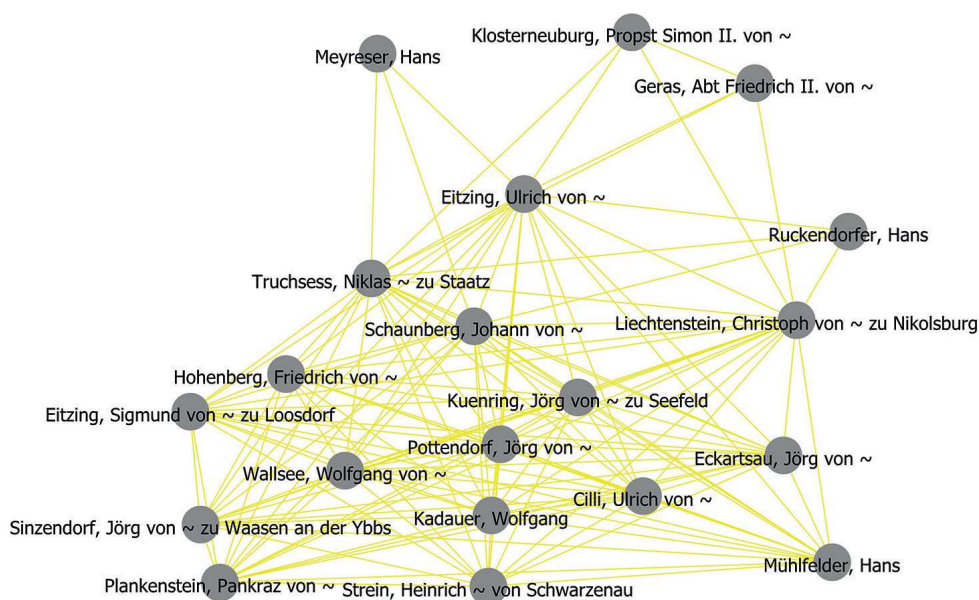 Klosterneuburg, Propst Simon II. von ~
Meyreser, Hans
Geras, Abt Friedrich II. von ~
Eitzing, Ulrich von ~
Ruckendorfer, Hans
Truchsess, Niklas ~ zu Staatz
Schaunberg, Johann von ~
Liechtenstein, Christoph von ~ zu Nikolsburg
Hohenberg, Friedrich von ~
Kuenring, Jörg von ~ zu Seefeld
Eitzing, Sigmund von ~ zu Loosdorf
Pottendorf, Jörg von ~
Eckartsau, Jörg von ~
Wallsee, Wolfgang von ~
Cilli, Ulrich von ~
Kadauer, Wolfgang
Sinzendorf, Jörg von ~ zu Waasen an der Ybbs
Mühlfelder, Hans
Plankenstein, Pankraz von ~
Strein, Heinrich ~ von Schwarzenau